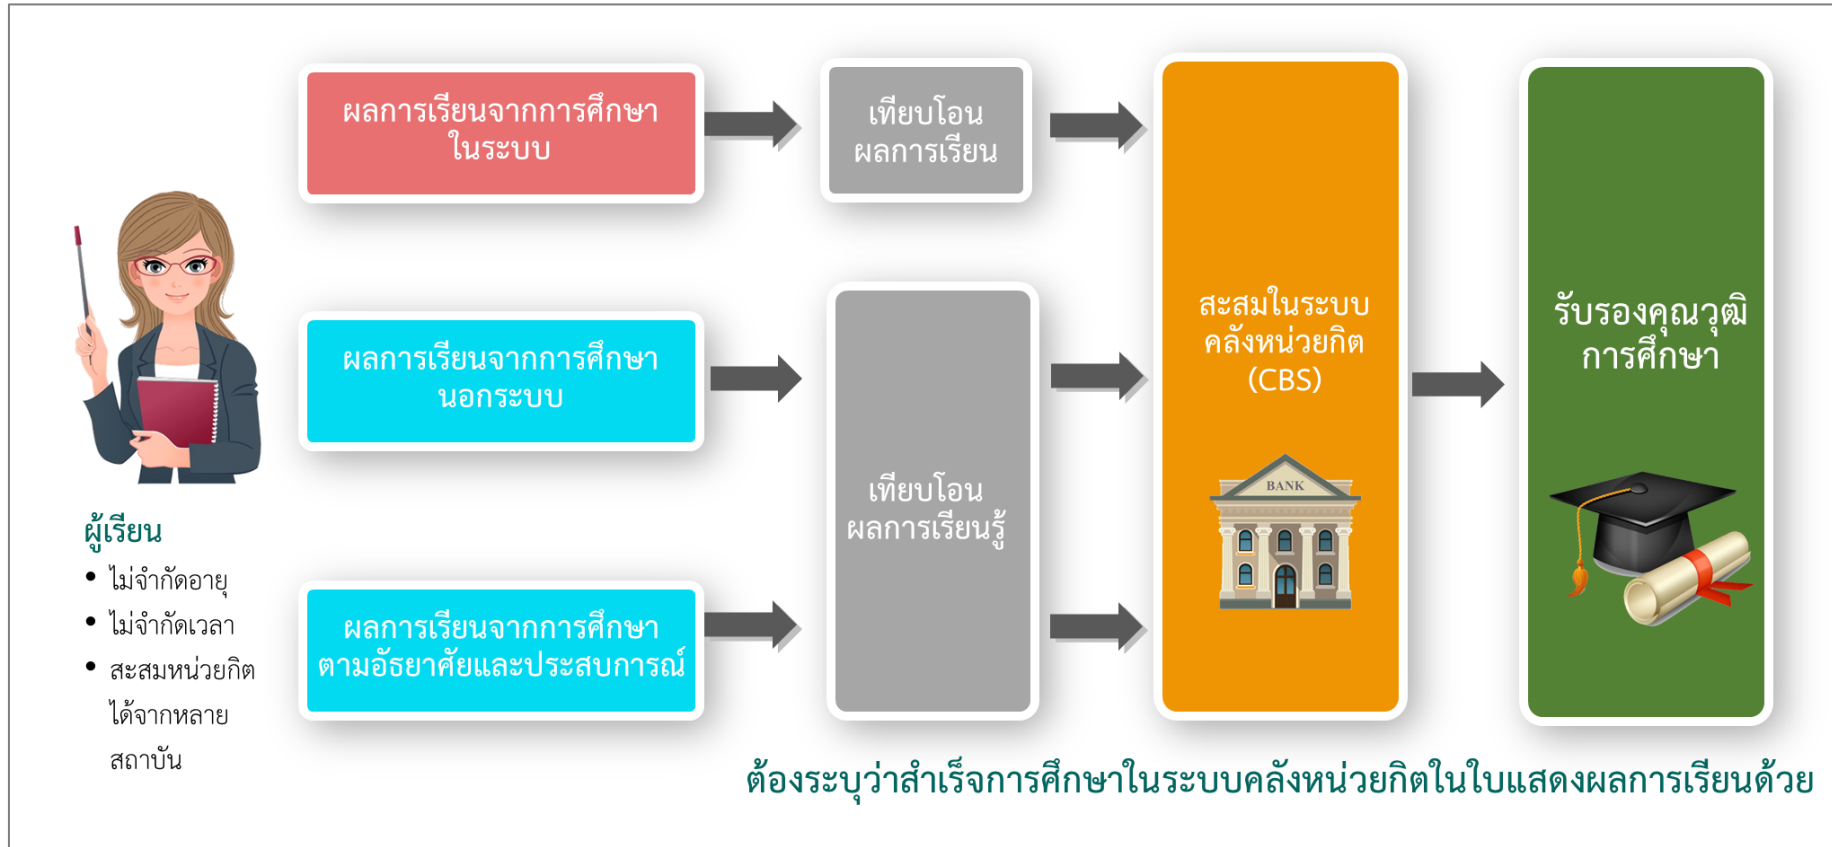 ผลการเรียนจากการศึกษา
ในระบบ
เทียบโอน
ผลการเรียน
ผลการเรียนจากการศึกษา
นอกระบบ
ผลการเรียนจากการศึกษา
ตามอัธยาศัยและประสบการณ์
เทียบโอน
ผลการเรียนรู้
สะสมในระบบ
คลังหน่วยกิต
(CBS)
BANK
รับรองคุณวุฒิ
การศึกษา
ผู้เรียน
• ไม่จำกัดอายุ
• ไม่จำกัดเวลา
• สะสมหน่วยกิต
ได้จากหลาย
สถาบัน
ต้องระบุว่าสำเร็จการศึกษาในระบบคลังหน่วยกิตในใบแสดงผลการเรียนด้วย